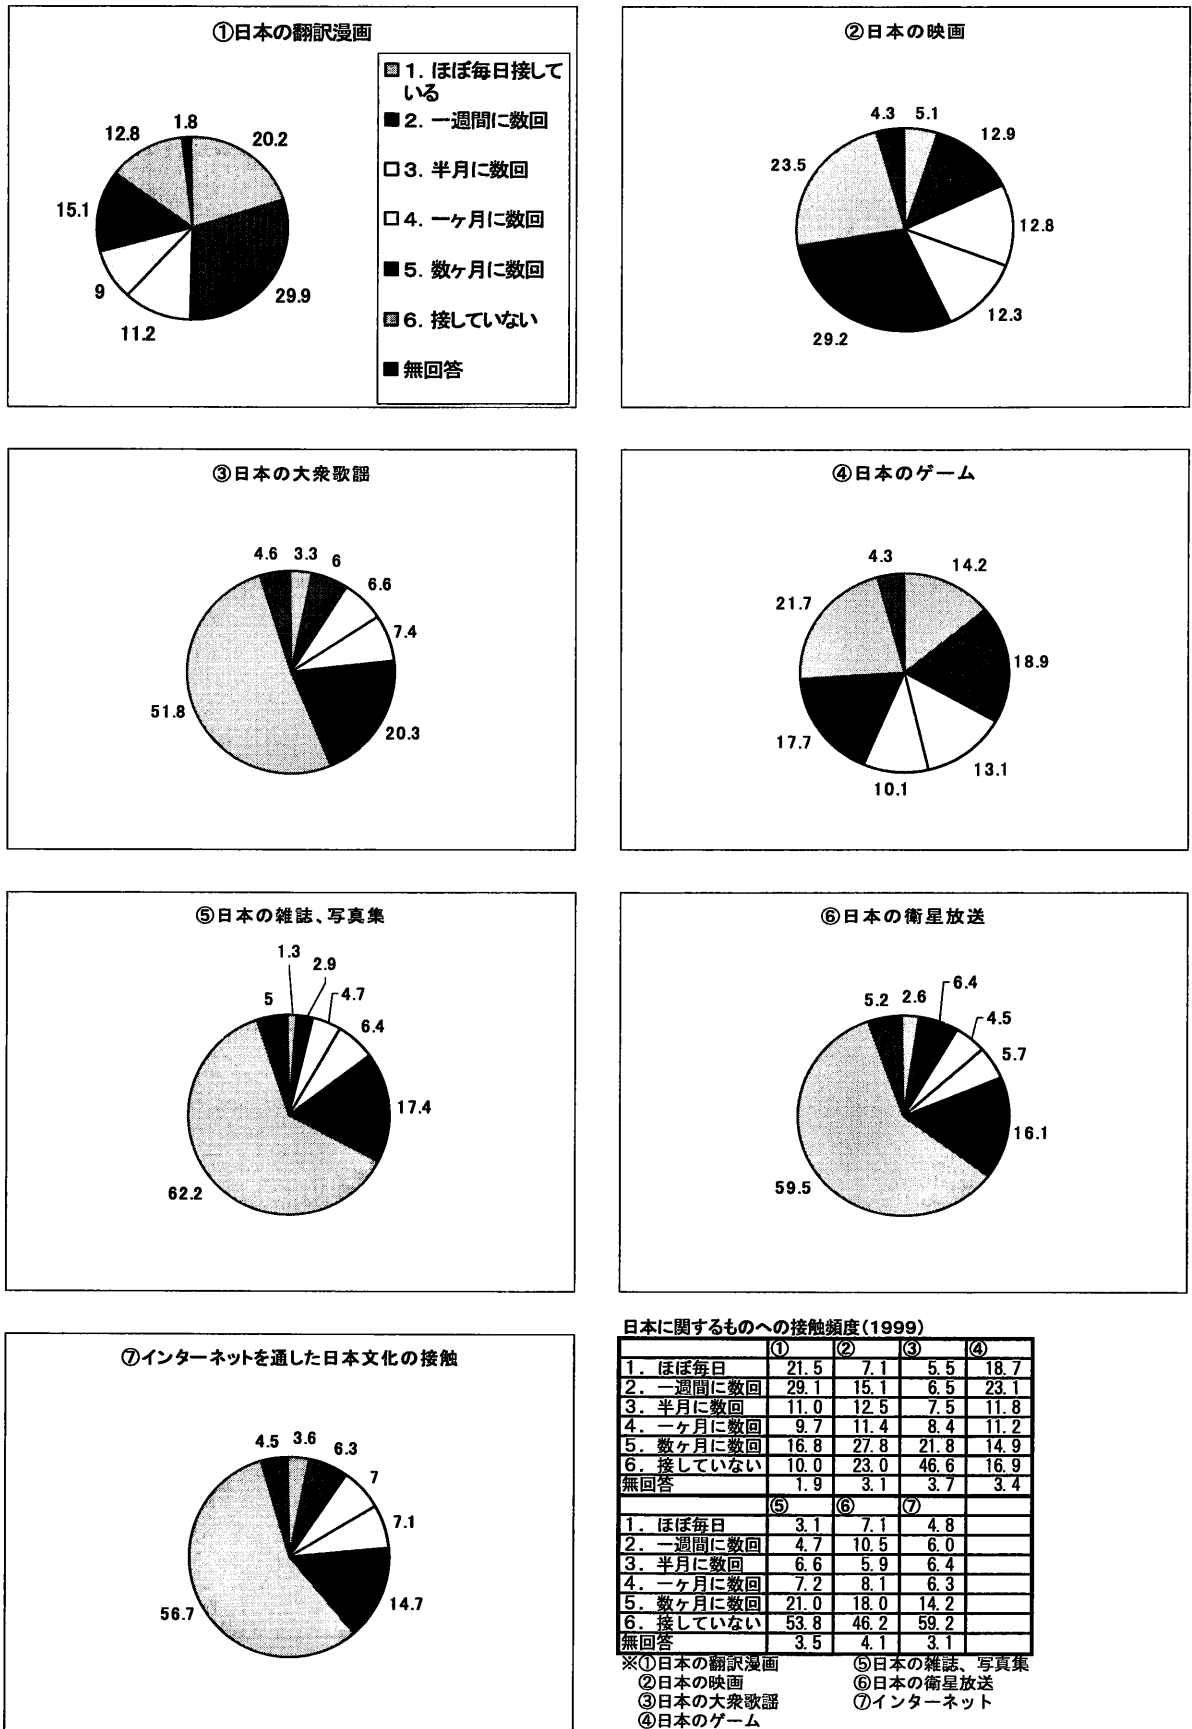 ①日本の翻訳漫画
1. ほぼ毎日接して
いる
2. 一週間に数回
3. 半月に数回
4. 一ヶ月に数回
5. 数ヶ月に数回
6. 接していない
無回答
1.8
12.8
20.2
15.1
29.9
9
11.2
②日本の映画
4.3
5.1
12.9
23.5
12.8
12.3
29.2
③日本の大衆歌謡
4.6
3.3
6
6.6
7.4
51.8
20.3
④日本のゲーム
4.3
14.2
21.7
18.9
17.7
13.1
10.1
⑤日本の雑誌、写真集
1.3
2.9
5
4.7
6.4
17.4
62.2
⑥日本の衛星放送
5.2
2.6
6.4
4.5
5.7
16.1
59.5
⑦インターネットを通した日本文化の接触
4.5
3.6
6.3
7
7.1
56.7
14.7
日本に関するものへの接触頻度(1999)
① ② ③ ④
1. ほぼ毎日 21.5 7.1 5.5 18.7
2. 一週間に数回 29.1 15.1 6.5 23.1
3. 半月に数回 11.0 12.5 7.5 11.8
4. 一ヶ月に数回 9.7 11.4 8.4 11.2
5. 数ヶ月に数回 16.8 27.8 21.8 14.9
6. 接していない 10.0 23.0 46.6 16.9
無回答 1.9 3.1 3.7 3.4
⑤ ⑥ ⑦
1. ほぼ毎日 3.1 7.1 4.8
2. 一週間に数回 4.7 10.5 6.0
3. 半月に数回 6.6 5.9 6.4
4. 一ヶ月に数回 7.2 8.1 6.3
5. 数ヶ月に数回 21.0 18.0 14.2
6. 接していない 53.8 46.2 59.2
無回答 3.5 4.1 3.1
※①日本の翻訳漫画 ⑤日本の雑誌、写真集
②日本の映画 ⑥日本の衛星放送
③日本の大衆歌謡 ⑦インターネット
④日本のゲーム